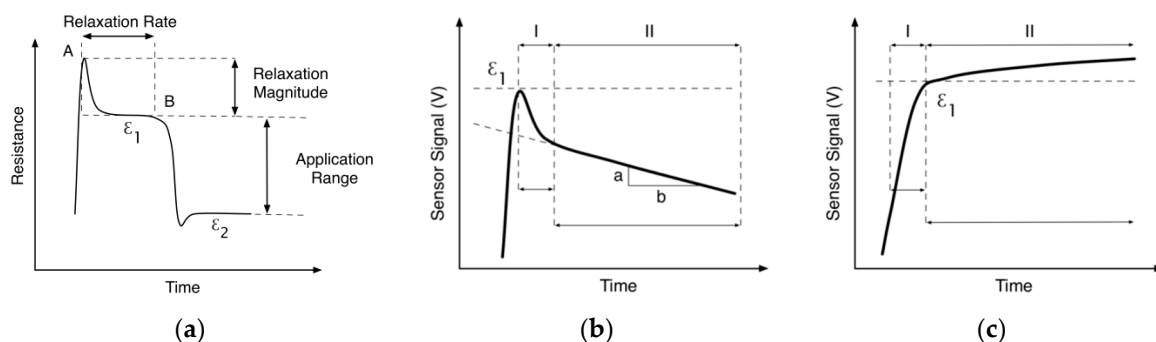 Relaxation Rate
A
Relaxation
Magnitude
B
ε1
Application
Range
ε2
Resistance
Time
(a)
I
II
ε1
a
b
Sensor Signal (V)
Time
(b)
I
II
ε1
Sensor Signal (V)
Time
(c)